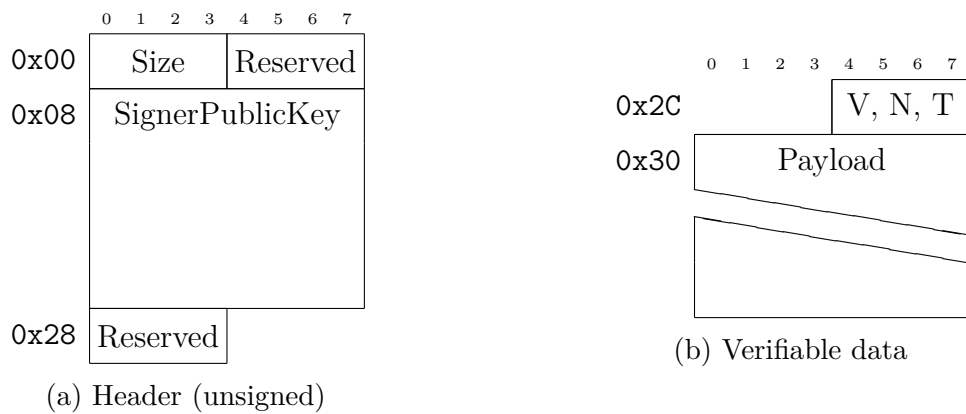 0 1 2 3 4 5 6 7
0x00 Size Reserved
0x08 SignerPublicKey
0x28 Reserved
(a) Header (unsigned)
0 1 2 3 4 5 6 7
0x2C V, N, T
0x30 Payload
(b) Verifiable data